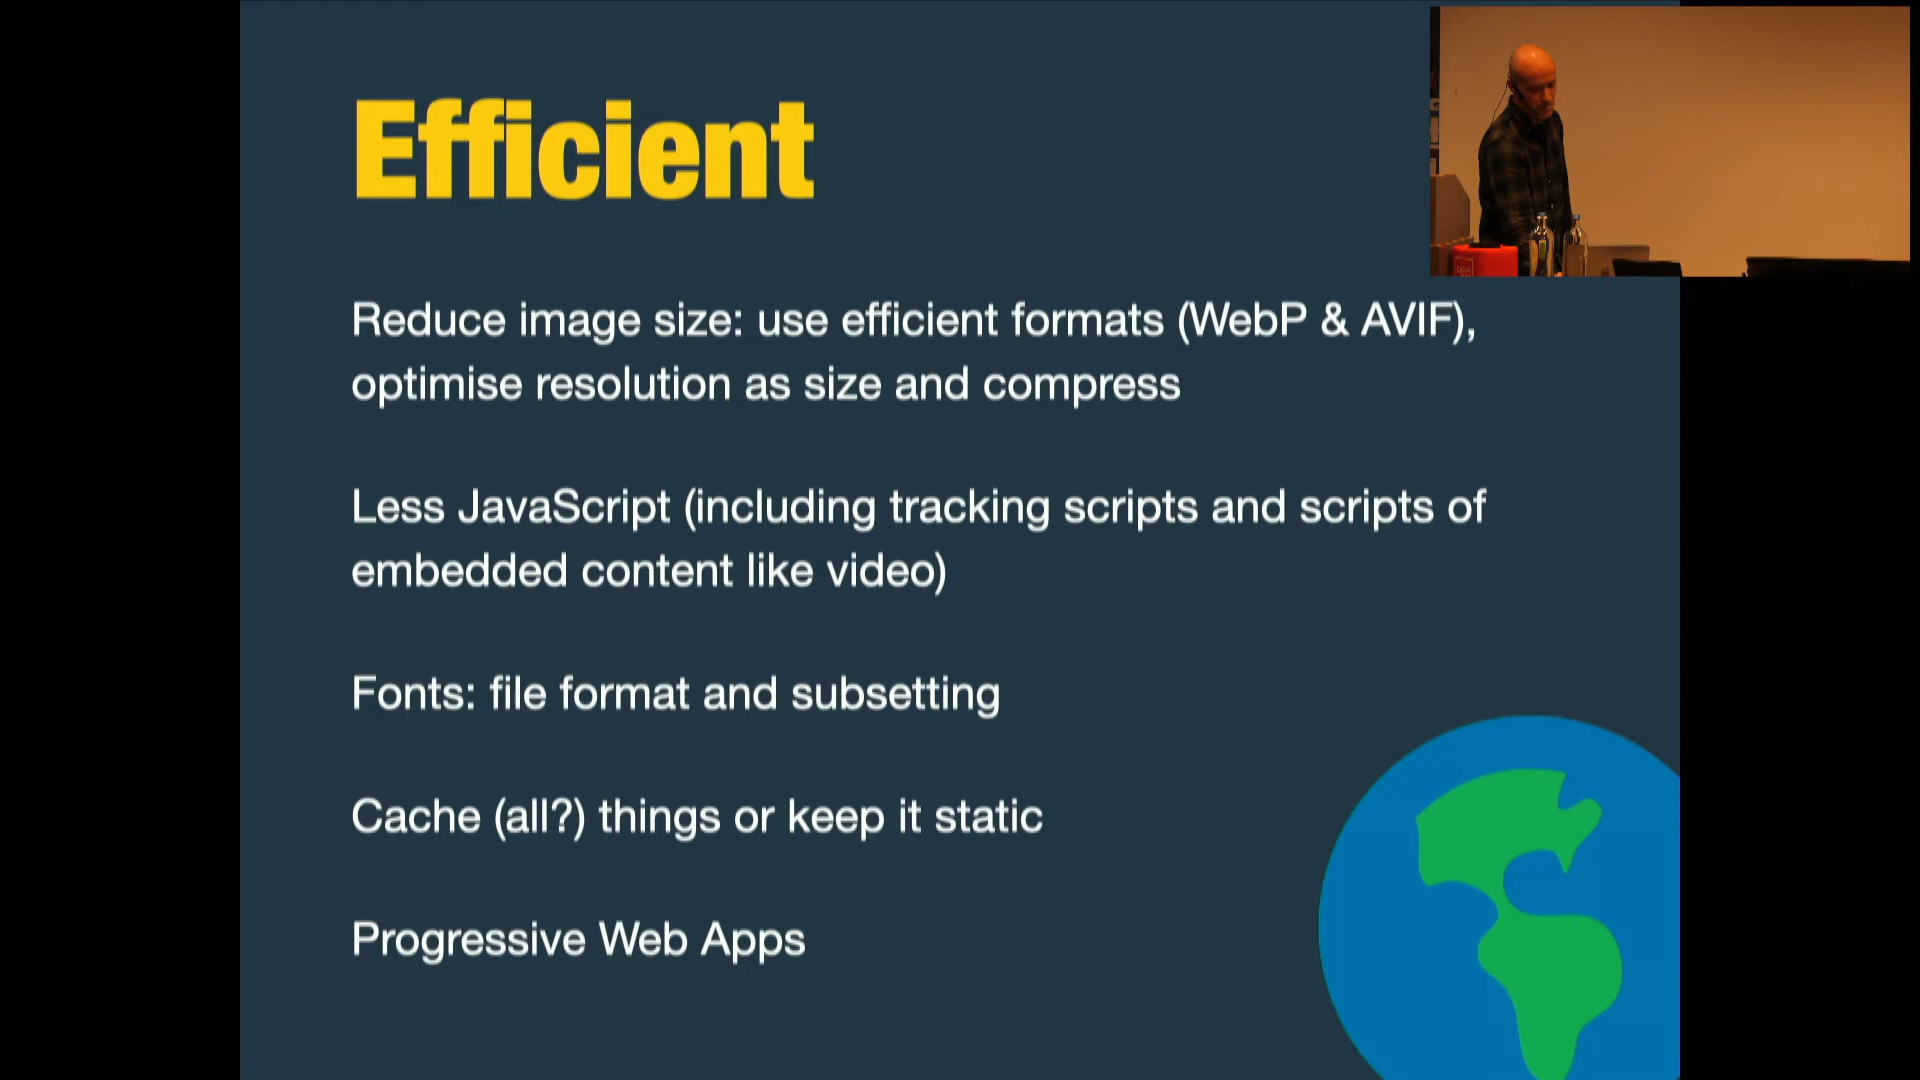 Efficient
Reduce image size: use efficient formats (WebP & AVIF),
optimise resolution as size and compress
Less JavaScript (including tracking scripts and scripts of
embedded content like video)
Fonts: file format and subsetting
Cache (all?) things or keep it static
Progressive Web Apps